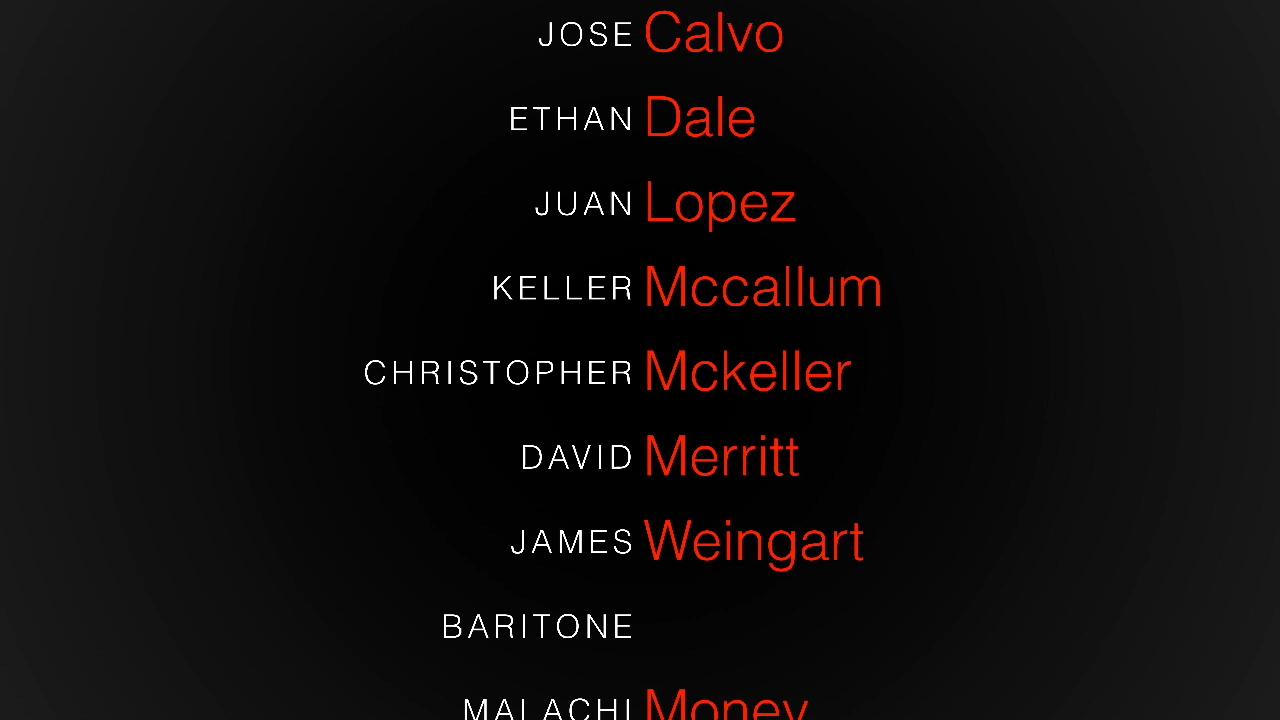 JOSE Calvo
ETHAN Dale
JUAN Lopez
KELLER Mccallum
CHRISTOPHER Mckeller
DAVID Merritt
JAMES Weingart
BARITONE
MALACHI Money